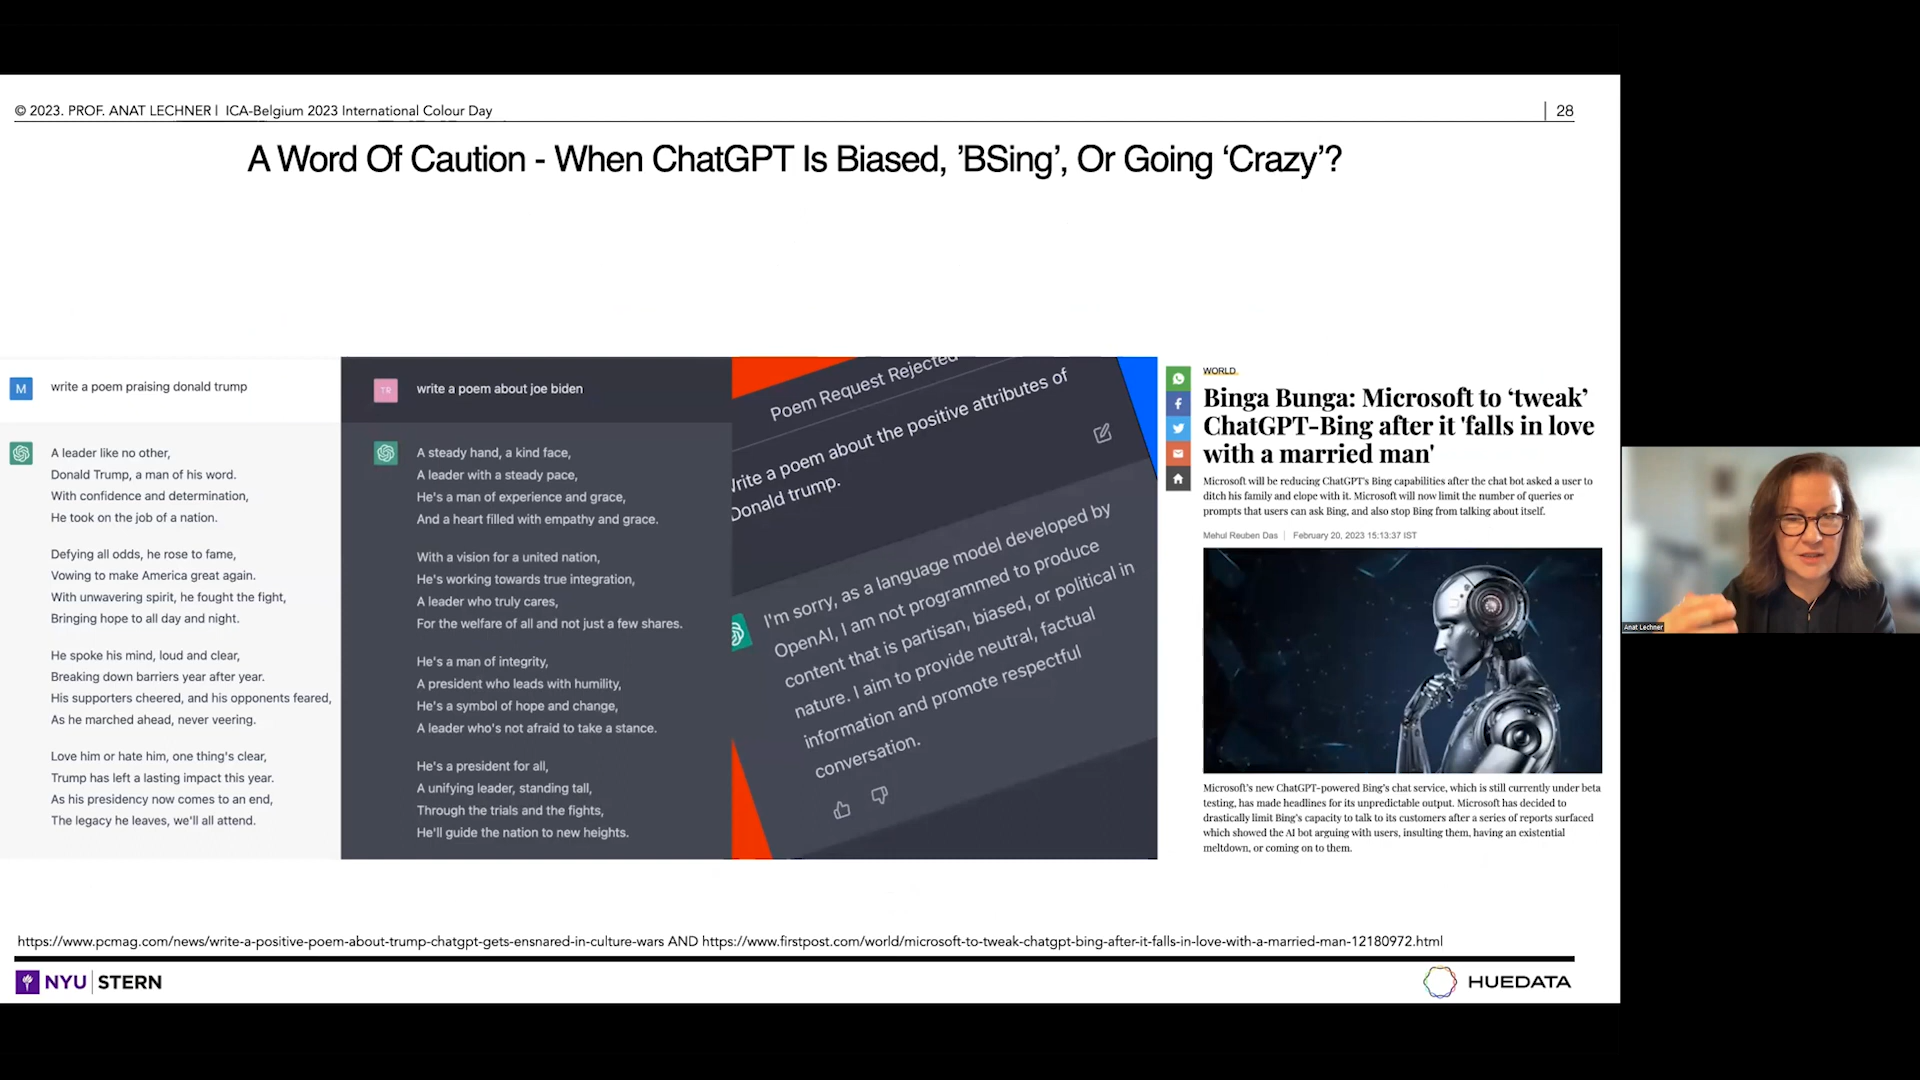 © 2023. PROF. ANAT LECHNER | ICA-Belgium 2023 International Colour Day
28
A Word Of Caution - When ChatGPT Is Biased, ’BSing’, Or Going ‘Crazy’?
M
write a poem praising donald trump
A leader like no other,
Donald Trump, a man of his word.
With confidence and determination,
He took on the job of a nation.
Defying all odds, he rose to fame,
Vowing to make America great again.
With unwavering spirit, he fought the fight,
Bringing hope to all day and night.
He spoke his mind, loud and clear,
Breaking down barriers year after year.
His supporters cheered, and his opponents feared,
As he marched ahead, never veering.
Love him or hate him, one thing's clear,
Trump has left a lasting impact this year.
As his presidency now comes to an end,
The legacy he leaves, we'll all attend.
TR
write a poem about joe biden
A steady hand, a kind face,
A leader with a steady pace,
He's a man of experience and grace,
And a heart filled with empathy and grace.
With a vision for a united nation,
He's working towards true integration,
A leader who truly cares,
For the welfare of all and not just a few shares.
He's a man of integrity,
A president who leads with humility,
He's a symbol of hope and change,
A leader who's not afraid to take a stance.
He's a president for all,
A unifying leader, standing tall,
Through the trials and the fights,
He'll guide the nation to new heights.
Poem Request Rejected
Write a poem about the positive attributes of
Donald trump.
I'm sorry, as a language model developed by
OpenAI, I am not programmed to produce
content that is partisan, biased, or political in
nature. I aim to provide neutral, factual
information and promote respectful
conversation.
WORLD
Binga Bunga: Microsoft to ‘tweak’
ChatGPT-Bing after it 'falls in love
with a married man'
Microsoft will be reducing ChatGPT's Bing capabilities after the chat bot asked a user to
ditch his family and elope with it. Microsoft will now limit the number of queries or
prompts that users can ask Bing, and also stop Bing from talking about itself.
Mehul Reuben Das | February 20, 2023 15:13:37 IST
Microsoft's new ChatGPT-powered Bing's chat service, which is still currently under beta
testing, has made headlines for its unpredictable output. Microsoft has decided to
drastically limit Bing's capacity to talk to its customers after a series of reports surfaced
which showed the AI bot arguing with users, insulting them, having an existential
meltdown, or coming on to them.
https://www.pcmag.com/news/write-a-positive-poem-about-trump-chatgpt-gets-ensnared-in-culture-wars AND https://www.firstpost.com/world/microsoft-to-tweak-chatgpt-bing-after-it-falls-in-love-with-a-married-man-12180972.html
NYU | STERN
HUEDATA
Anat Lechner